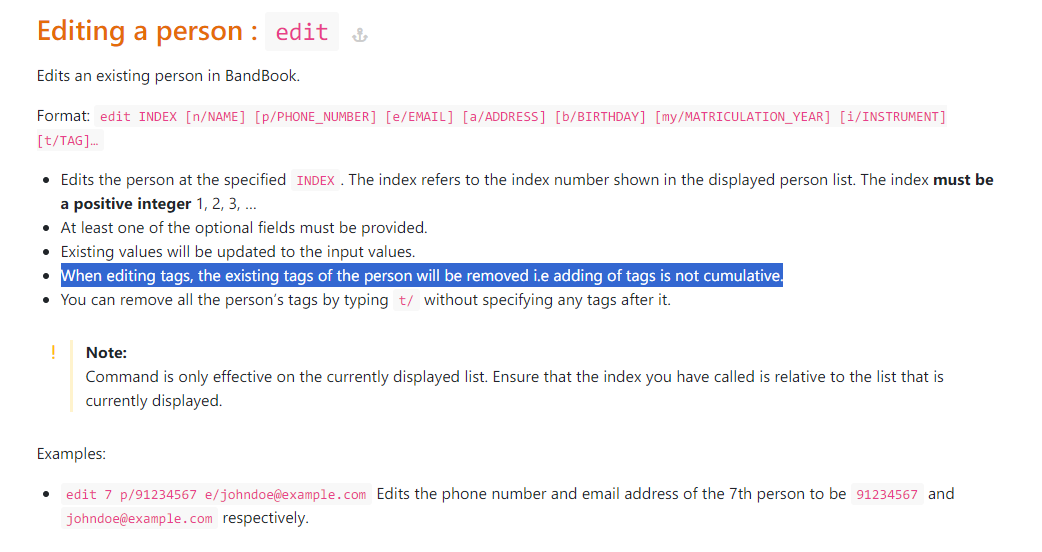 Editing a person : edit
Edits an existing person in BandBook.
Format: edit INDEX [n/NAME] [p/PHONE_NUMBER] [e/EMAIL] [a/ADDRESS] [b/BIRTHDAY] [my/MATRICULATION_YEAR] [i/INSTRUMENT]
[t/TAG]…
• Edits the person at the specified INDEX. The index refers to the index number shown in the displayed person list. The index must be
a positive integer 1, 2, 3, …
• At least one of the optional fields must be provided.
• Existing values will be updated to the input values.
• When editing tags, the existing tags of the person will be removed i.e adding of tags is not cumulative.
• You can remove all the person’s tags by typing t/ without specifying any tags after it.
! Note:
Command is only effective on the currently displayed list. Ensure that the index you have called is relative to the list that is
currently displayed.
Examples:
• edit 7 p/91234567 e/johndoe@example.com Edits the phone number and email address of the 7th person to be 91234567 and
johndoe@example.com respectively.